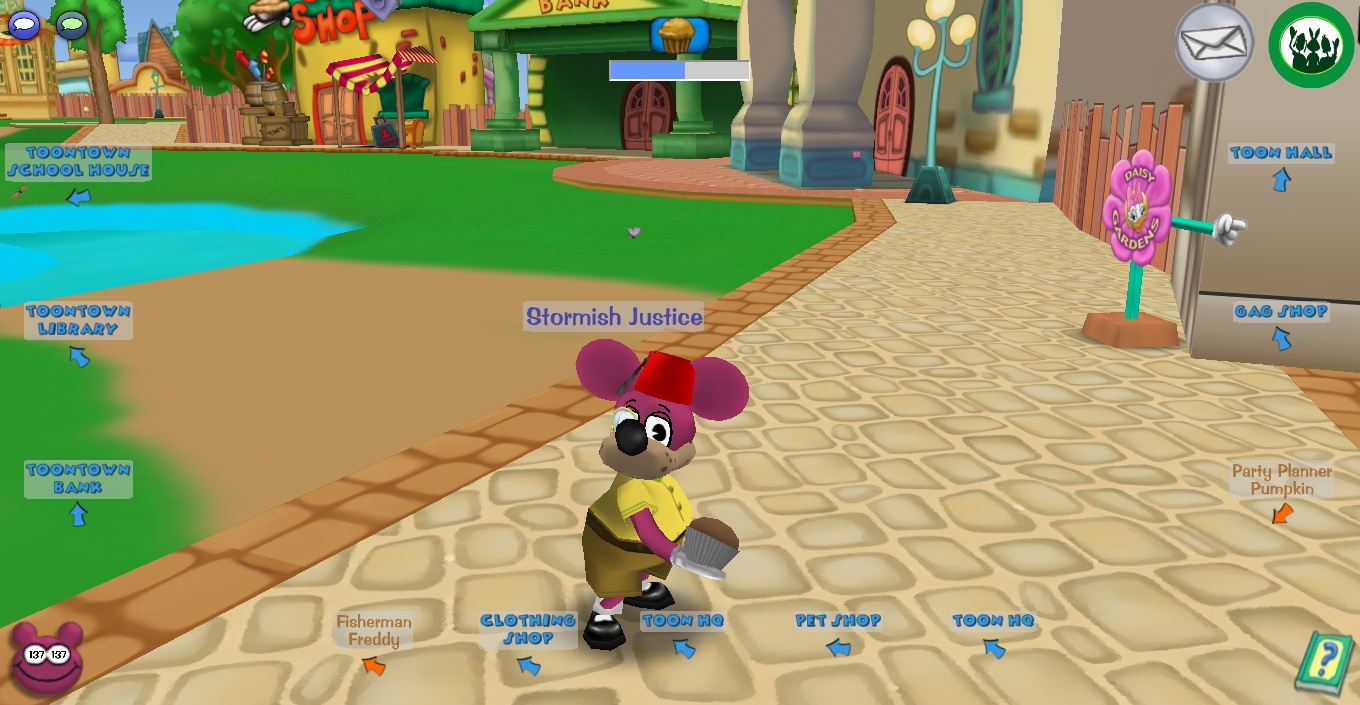 SHOP
BANK
1
TOONTOWN
SCHOOL HOUSE
TOON HALL
DAISY
GARDENS
TOONTOWN
LIBRARY
Stormish Justice
GAG SHOP
TOONTOWN
BANK
Party Planner
Pumpkin
Fisherman
Freddy
CLOTHING
SHOP
TOON HQ
PET SHOP
TOON HQ
137 137
?